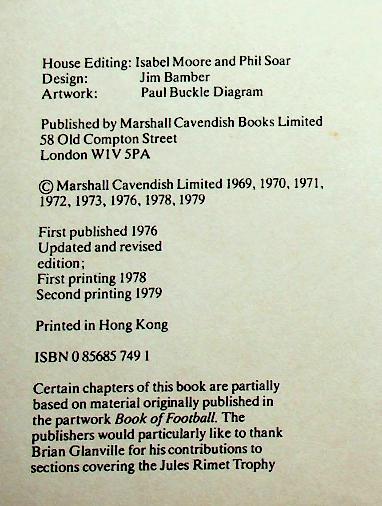 House Editing: Isabel Moore and Phil Soar
Design: Jim Bamber
Artwork: Paul Buckle Diagram
Published by Marshall Cavendish Books Limited
58 Old Compton Street
London W1V 5PA
© Marshall Cavendish Limited 1969, 1970, 1971,
1972, 1973, 1976, 1978, 1979
First published 1976
Updated and revised
edition;
First printing 1978
Second printing 1979
Printed in Hong Kong
ISBN 0 85685 749 1
Certain chapters of this book are partially
based on material originally published in
the partwork Book of Football. The
publishers would particularly like to thank
Brian Glanville for his contributions to
sections covering the Jules Rimet Trophy